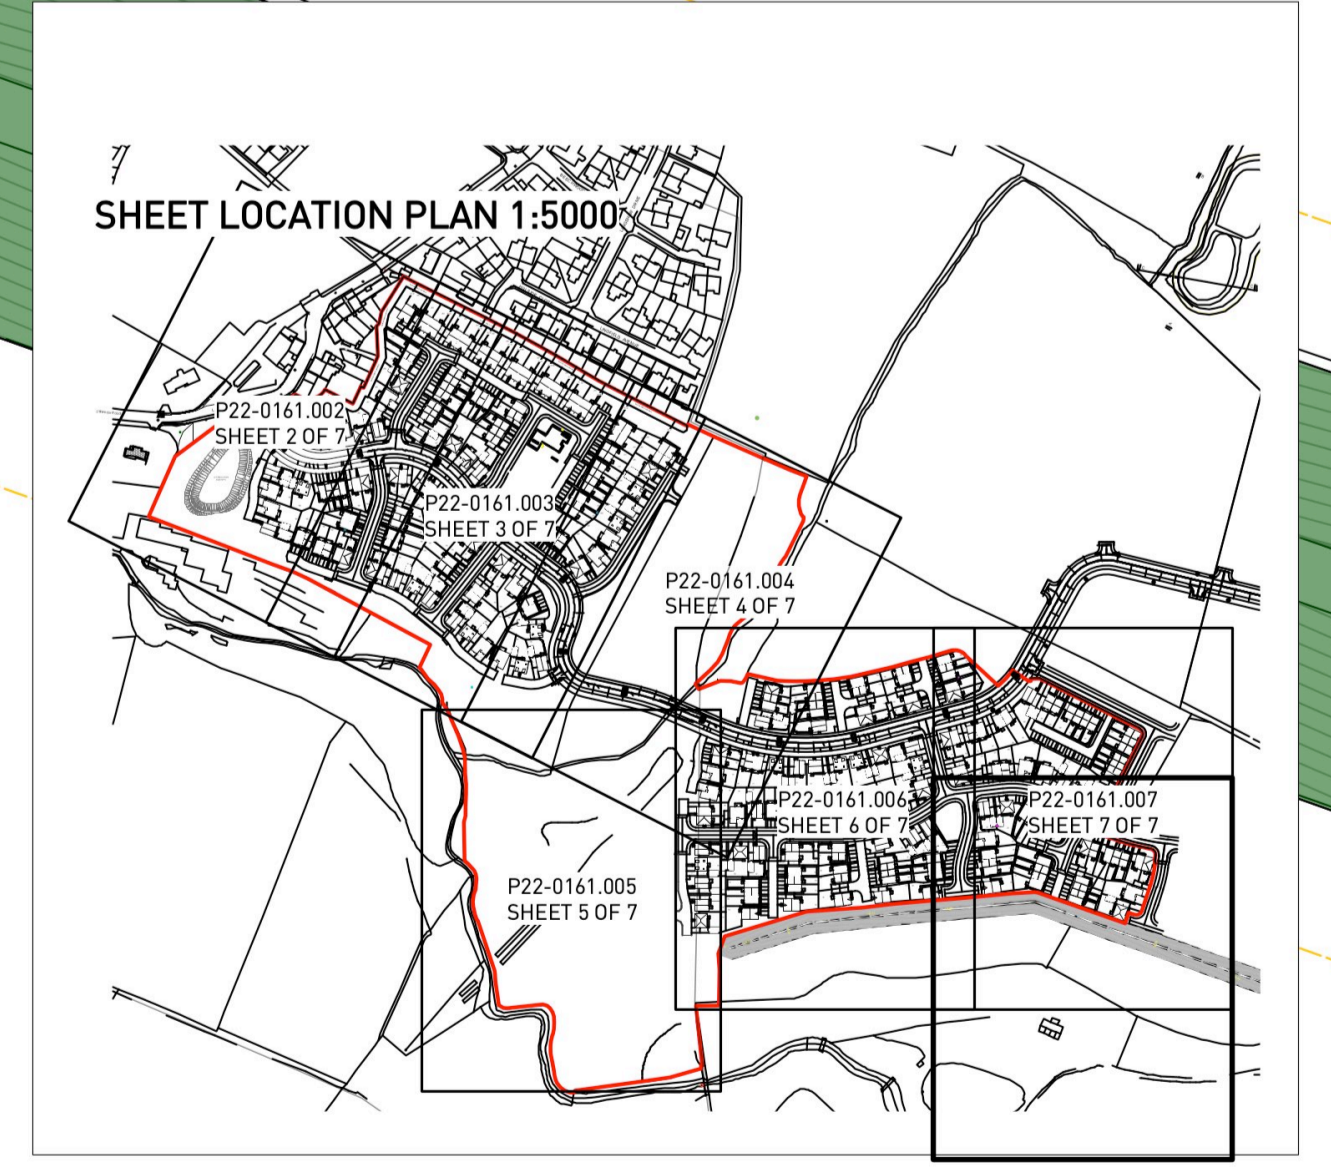 SHEET LOCATION PLAN 1:5000
P22-0161.002
SHEET 2 OF 7
P22-0161.003
SHEET 3 OF 7
P22-0161.004
SHEET 4 OF 7
P22-0161.006
SHEET 6 OF 7
P22-0161.007
SHEET 7 OF 7
P22-0161.005
SHEET 5 OF 7